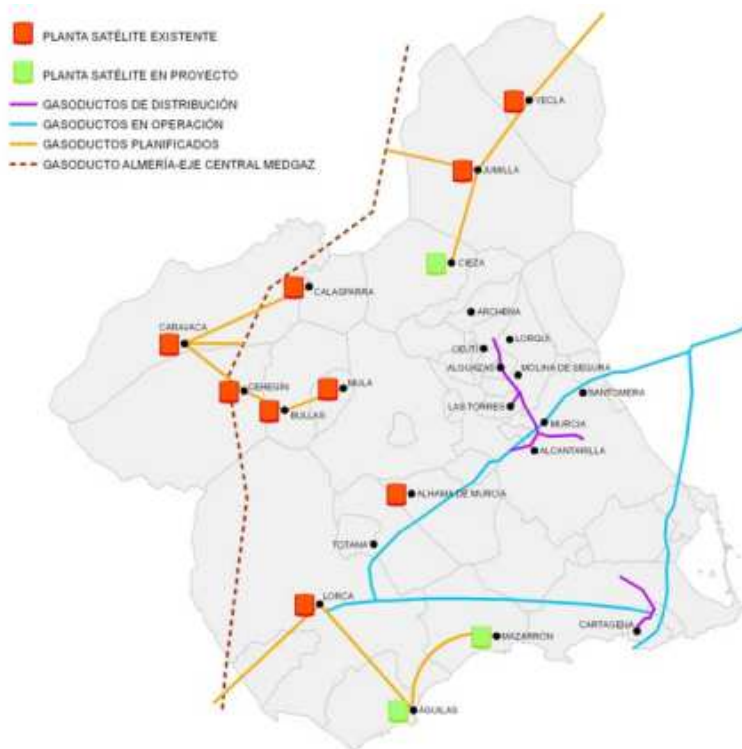 PLANTA SATÉLITE EXISTENTE
PLANTA SATÉLITE EN PROYECTO
GASODUCTOS DE DISTRIBUCIÓN
GASODUCTOS EN OPERACIÓN
GASODUCTOS PLANIFICADOS
GASODUCTO ALMERÍA-EJE CENTRAL MEDGAZ
YECLA
JUMILLA
CIEZA
CALASPARRA
ARCHENA
CARAVACA
LORQUÍ
CEUTÍ
ALGUAZAS
MOLINA DE SEGURA
CEHEGÍN
MULA
SANTOMERA
BULLAS
LAS TORRES
MURCIA
ALCANTARILLA
ALHAMA DE MURCIA
TOTANA
LORCA
CARTAGENA
MAZARRÓN
ÁGUILAS